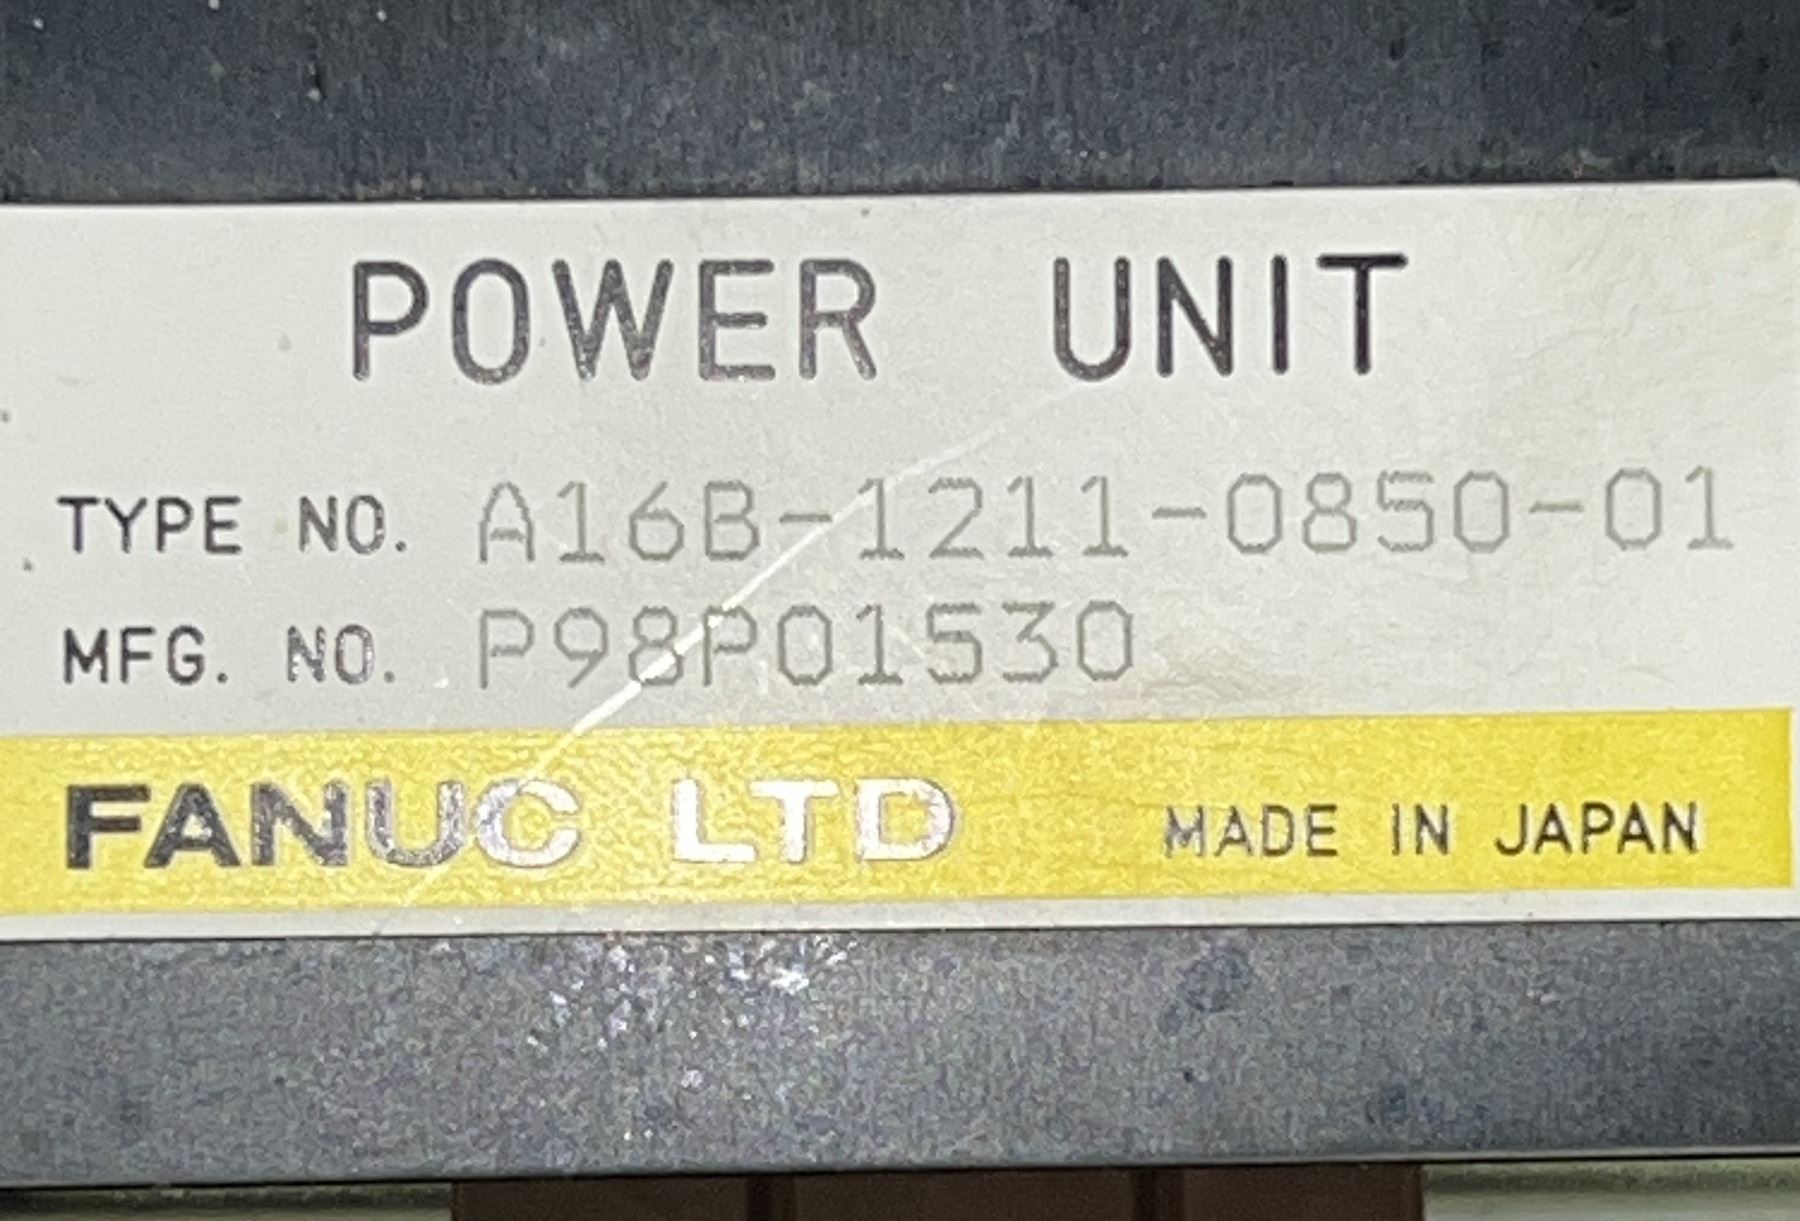 POWER UNIT
TYPE NO. A16B-1211-0850-01
MFG. NO. P98P01530
FANUC LTD MADE IN JAPAN